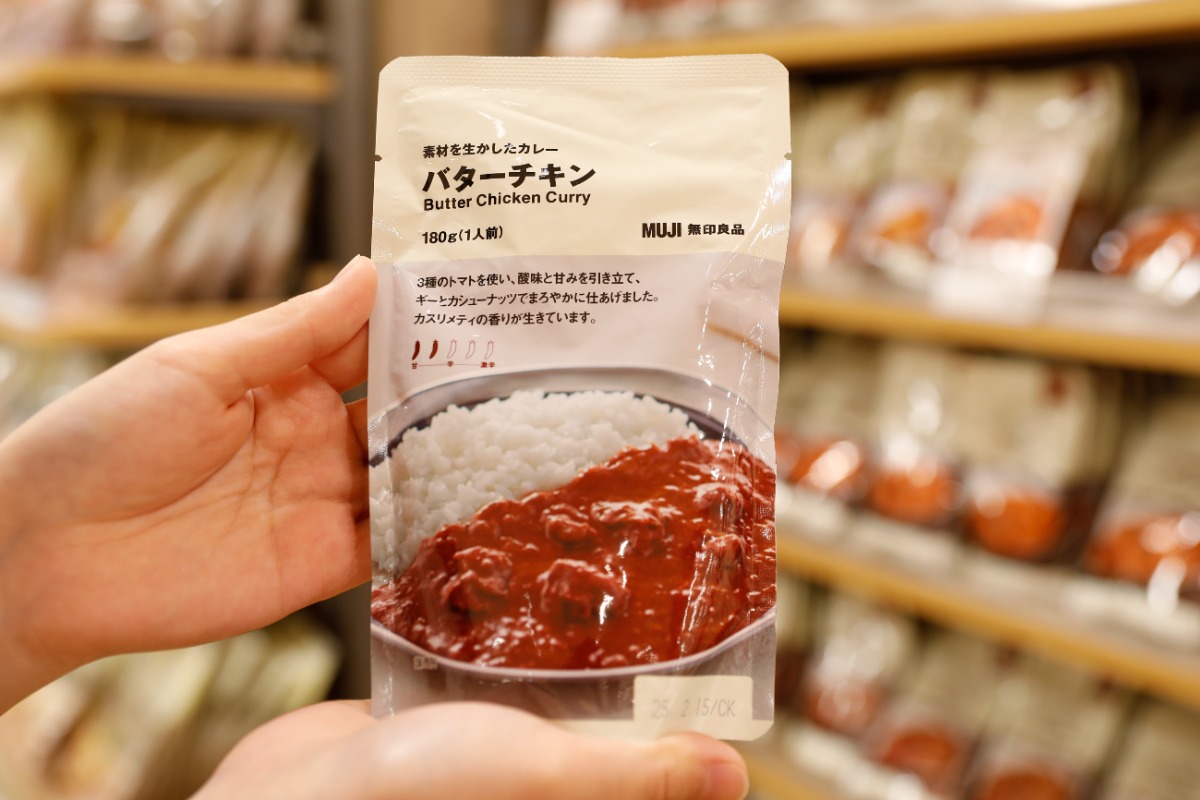 素材を生かしたカレー
バターチキン
Butter Chicken Curry
180g(1人前)
MUJI 無印良品
3種のトマトを使い、酸味と甘みを引き立て、
ギーとカシューナッツでまろやかに仕あげました。
カスリメティの香りが生きています。
甘 辛 激辛
25. 2.15/CK